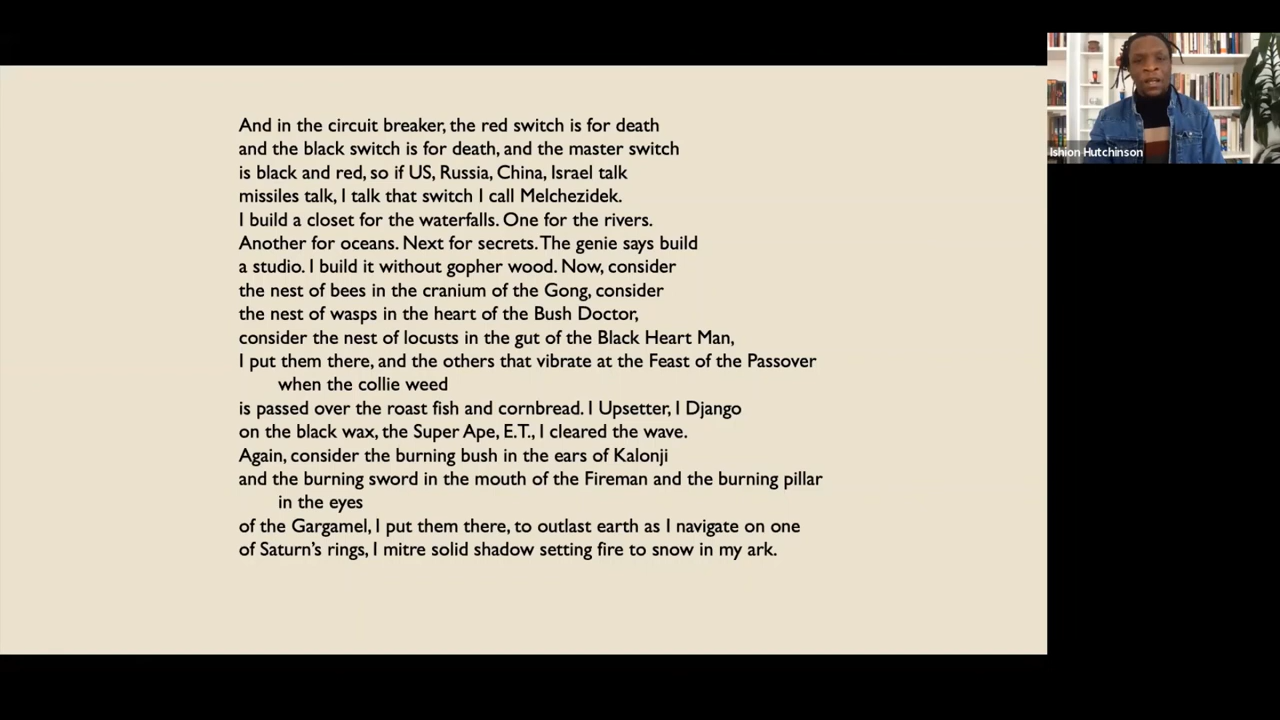 And in the circuit breaker, the red switch is for death
and the black switch is for death, and the master switch
is black and red, so if US, Russia, China, Israel talk
missiles talk, I talk that switch I call Melchezidek.
I build a closet for the waterfalls. One for the rivers.
Another for oceans. Next for secrets. The genie says build
a studio. I build it without gopher wood. Now, consider
the nest of bees in the cranium of the Gong, consider
the nest of wasps in the heart of the Bush Doctor,
consider the nest of locusts in the gut of the Black Heart Man,
I put them there, and the others that vibrate at the Feast of the Passover
when the collie weed
is passed over the roast fish and cornbread. I Upsetter, I Django
on the black wax, the Super Ape, E.T., I cleared the wave.
Again, consider the burning bush in the ears of Kalonji
and the burning sword in the mouth of the Fireman and the burning pillar
in the eyes
of the Gargamel, I put them there, to outlast earth as I navigate on one
of Saturn's rings, I mitre solid shadow setting fire to snow in my ark.
Ishion Hutchinson